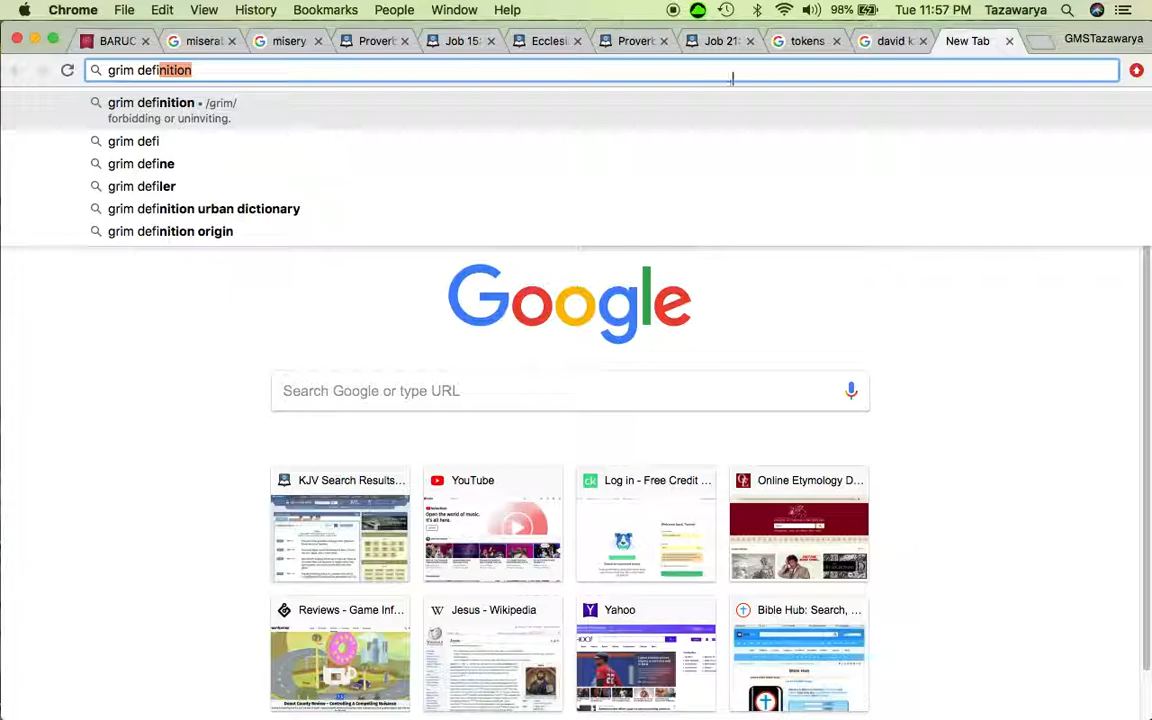 Chrome File Edit View History Bookmarks People Window Help 98% Tue 11:57 PM Tazawarya
BARUC miseral misery Proverb Job 15: Ecclesi Proverb Job 21: tokens david k New Tab GMSTazawarya
grim definition
grim definition • /grim/
forbidding or uninviting.
grim defi
grim define
grim defiler
grim definition urban dictionary
grim definition origin
Google
Search Google or type URL
KJV Search Results... YouTube Log in - Free Credit ... Online Etymology D...
Reviews - Game Inf... Jesus - Wikipedia Yahoo Bible Hub: Search, ...